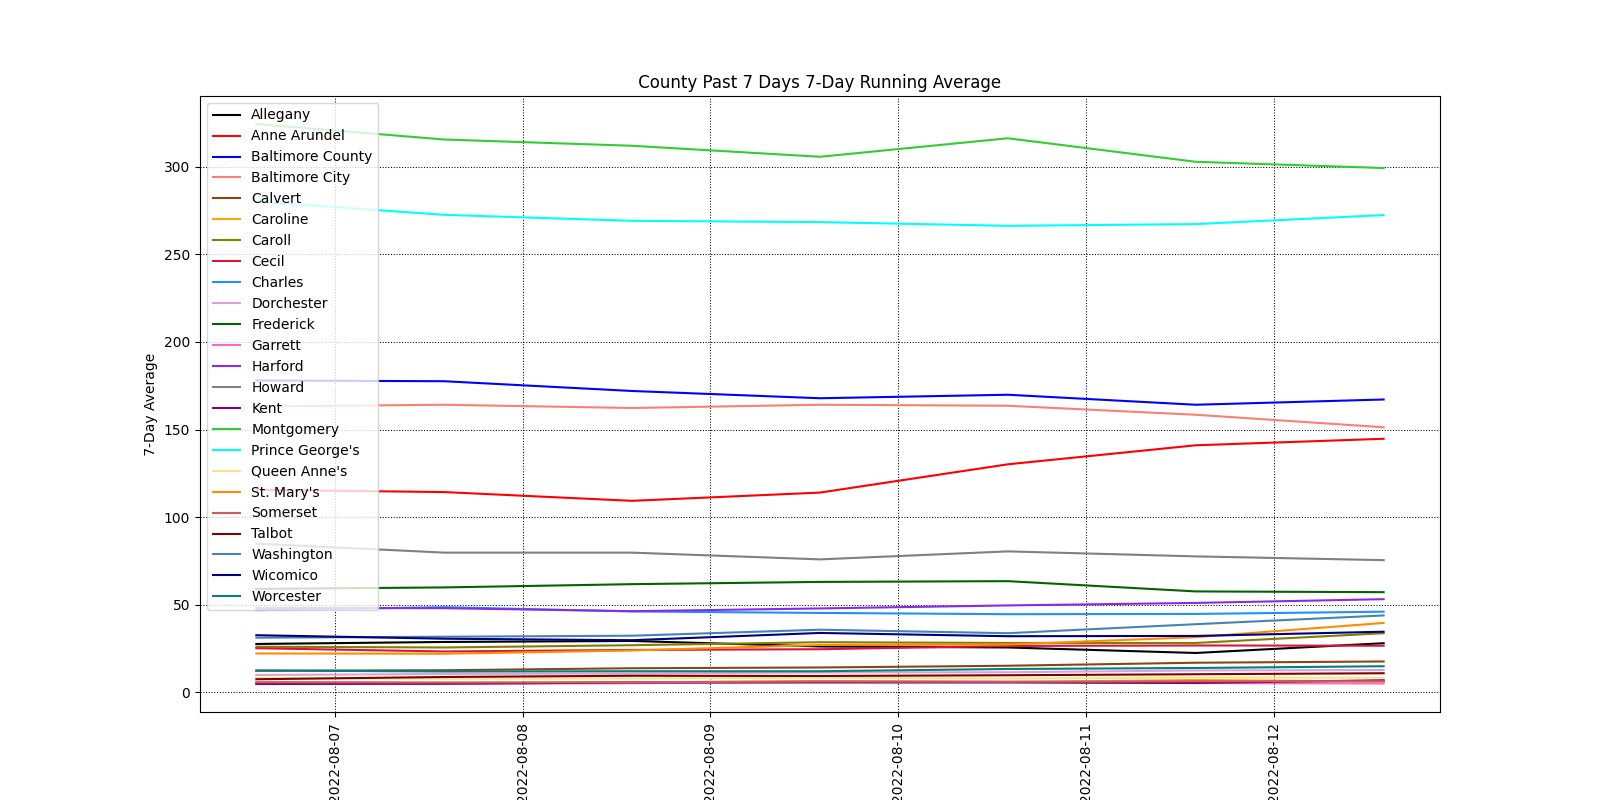 County Past 7 Days 7-Day Running Average
Allegany
Anne Arundel
Baltimore County
Baltimore City
Calvert
Caroline
Caroll
Cecil
Charles
Dorchester
Frederick
Garrett
Harford
Howard
Kent
Montgomery
Prince George's
Queen Anne's
St. Mary's
Somerset
Talbot
Washington
Wicomico
Worcester
7-Day Average
300
250
200
150
100
50
0
2022-08-07
2022-08-08
2022-08-09
2022-08-10
2022-08-11
2022-08-12